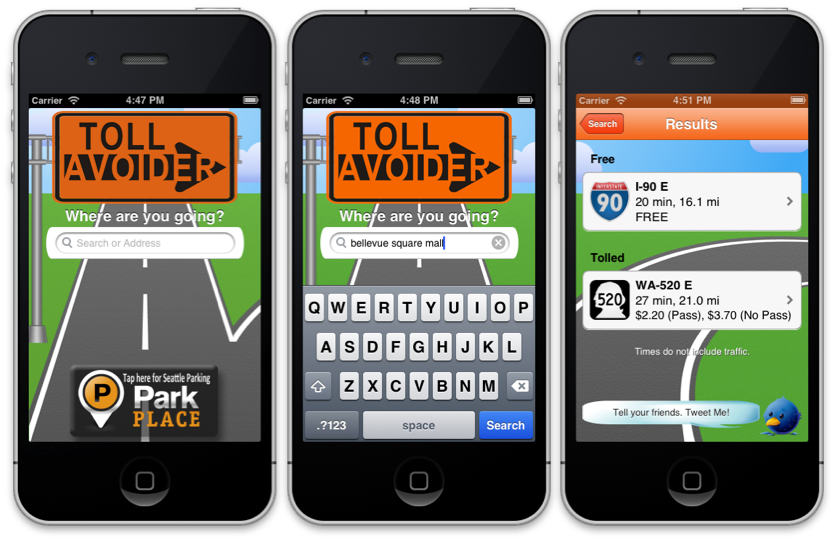 Carrier 4:47 PM
TOLL
AVOIDER
Where are you going?
Search or Address
Tap here for Seattle Parking
P Park
PLACE
Carrier 4:48 PM
TOLL
AVOIDER
Where are you going?
bellevue square mall
Q W E R T Y U I O P
A S D F G H J K L
Z X C V B N M
.?123 space Search
Carrier 4:51 PM
Search Results
Free
INTERSTATE
90
I-90 E
20 min, 16.1 mi
FREE
Tolled
520
WA-520 E
27 min, 21.0 mi
$2.20 (Pass), $3.70 (No Pass)
Times do not include traffic.
Tell your friends. Tweet Me!